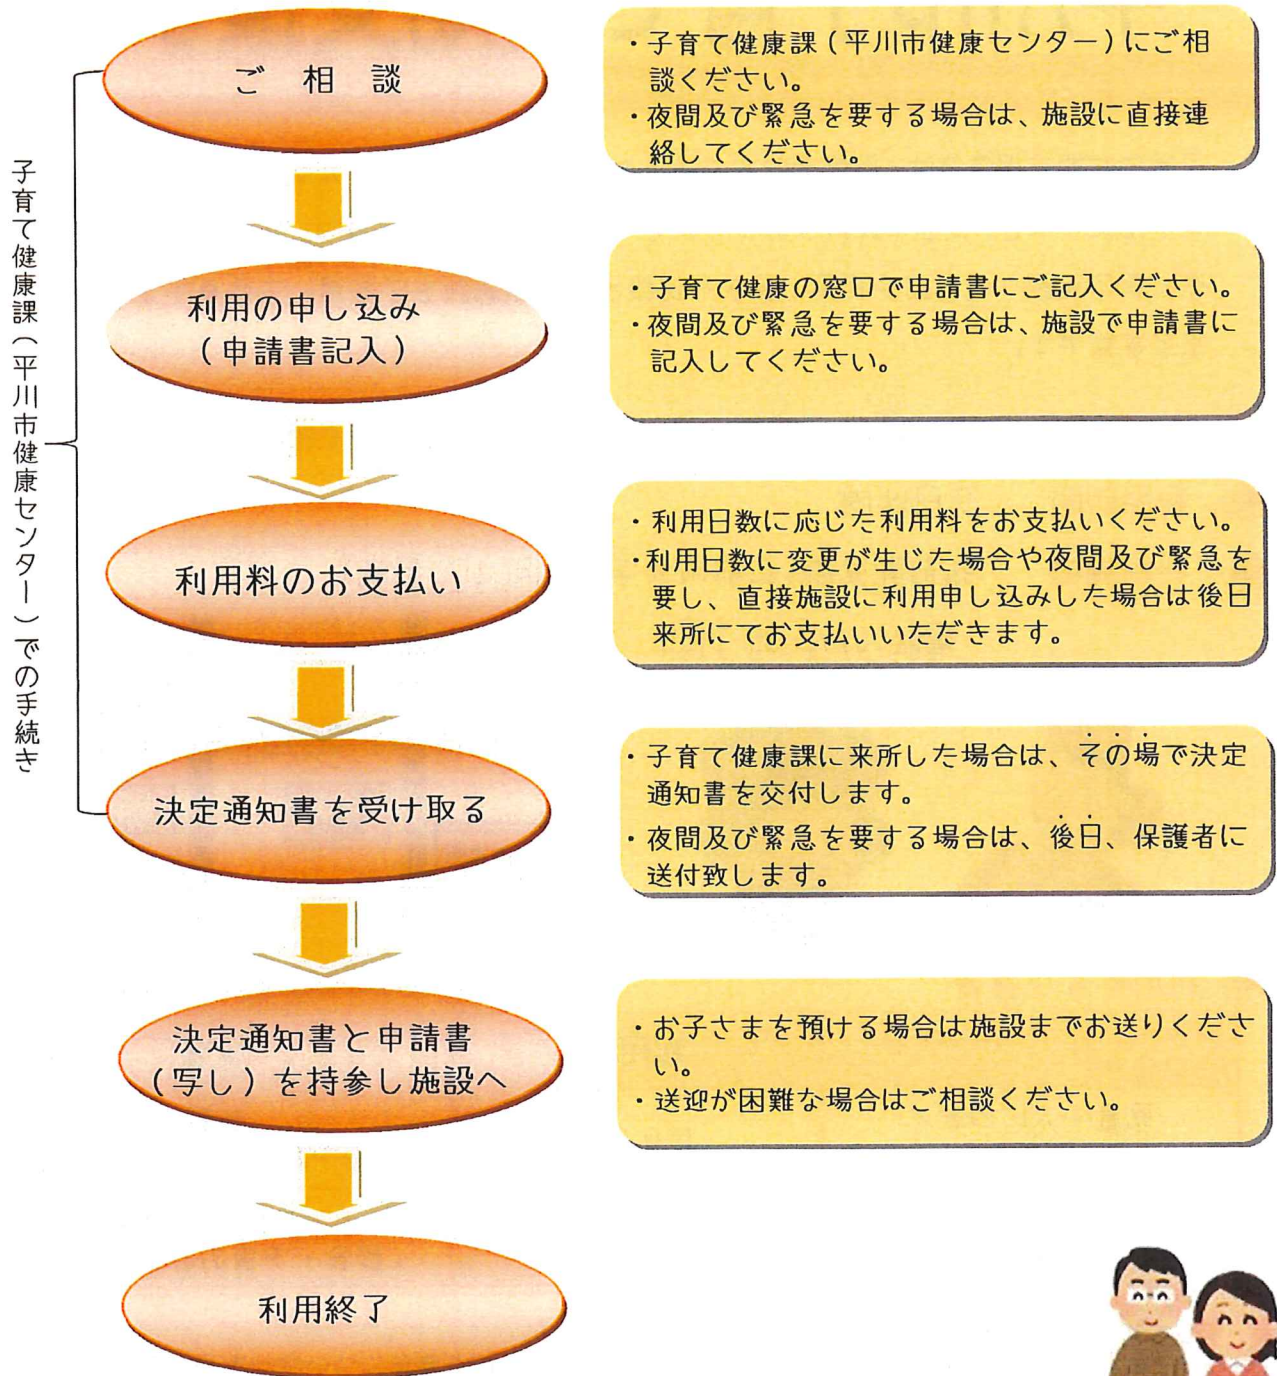 子育て健康課(平川市健康センター)での手続き
ご 相 談
・子育て健康課(平川市健康センター)にご相
談ください。
・夜間及び緊急を要する場合は、施設に直接連
絡してください。
利用の申し込み
(申請書記入)
・子育て健康の窓口で申請書にご記入ください。
・夜間及び緊急を要する場合は、施設で申請書に
記入してください。
利用料のお支払い
・利用日数に応じた利用料をお支払いください。
・利用日数に変更が生じた場合や夜間及び緊急を
要し、直接施設に利用申し込みした場合は後日
来所にてお支払いいただきます。
決定通知書を受け取る
・子育て健康課に来所した場合は、その場で決定
通知書を交付します。
・夜間及び緊急を要する場合は、後日、保護者に
送付致します。
決定通知書と申請書
(写し)を持参し施設へ
・お子さまを預ける場合は施設までお送りくださ
い。
・送迎が困難な場合はご相談ください。
利用終了